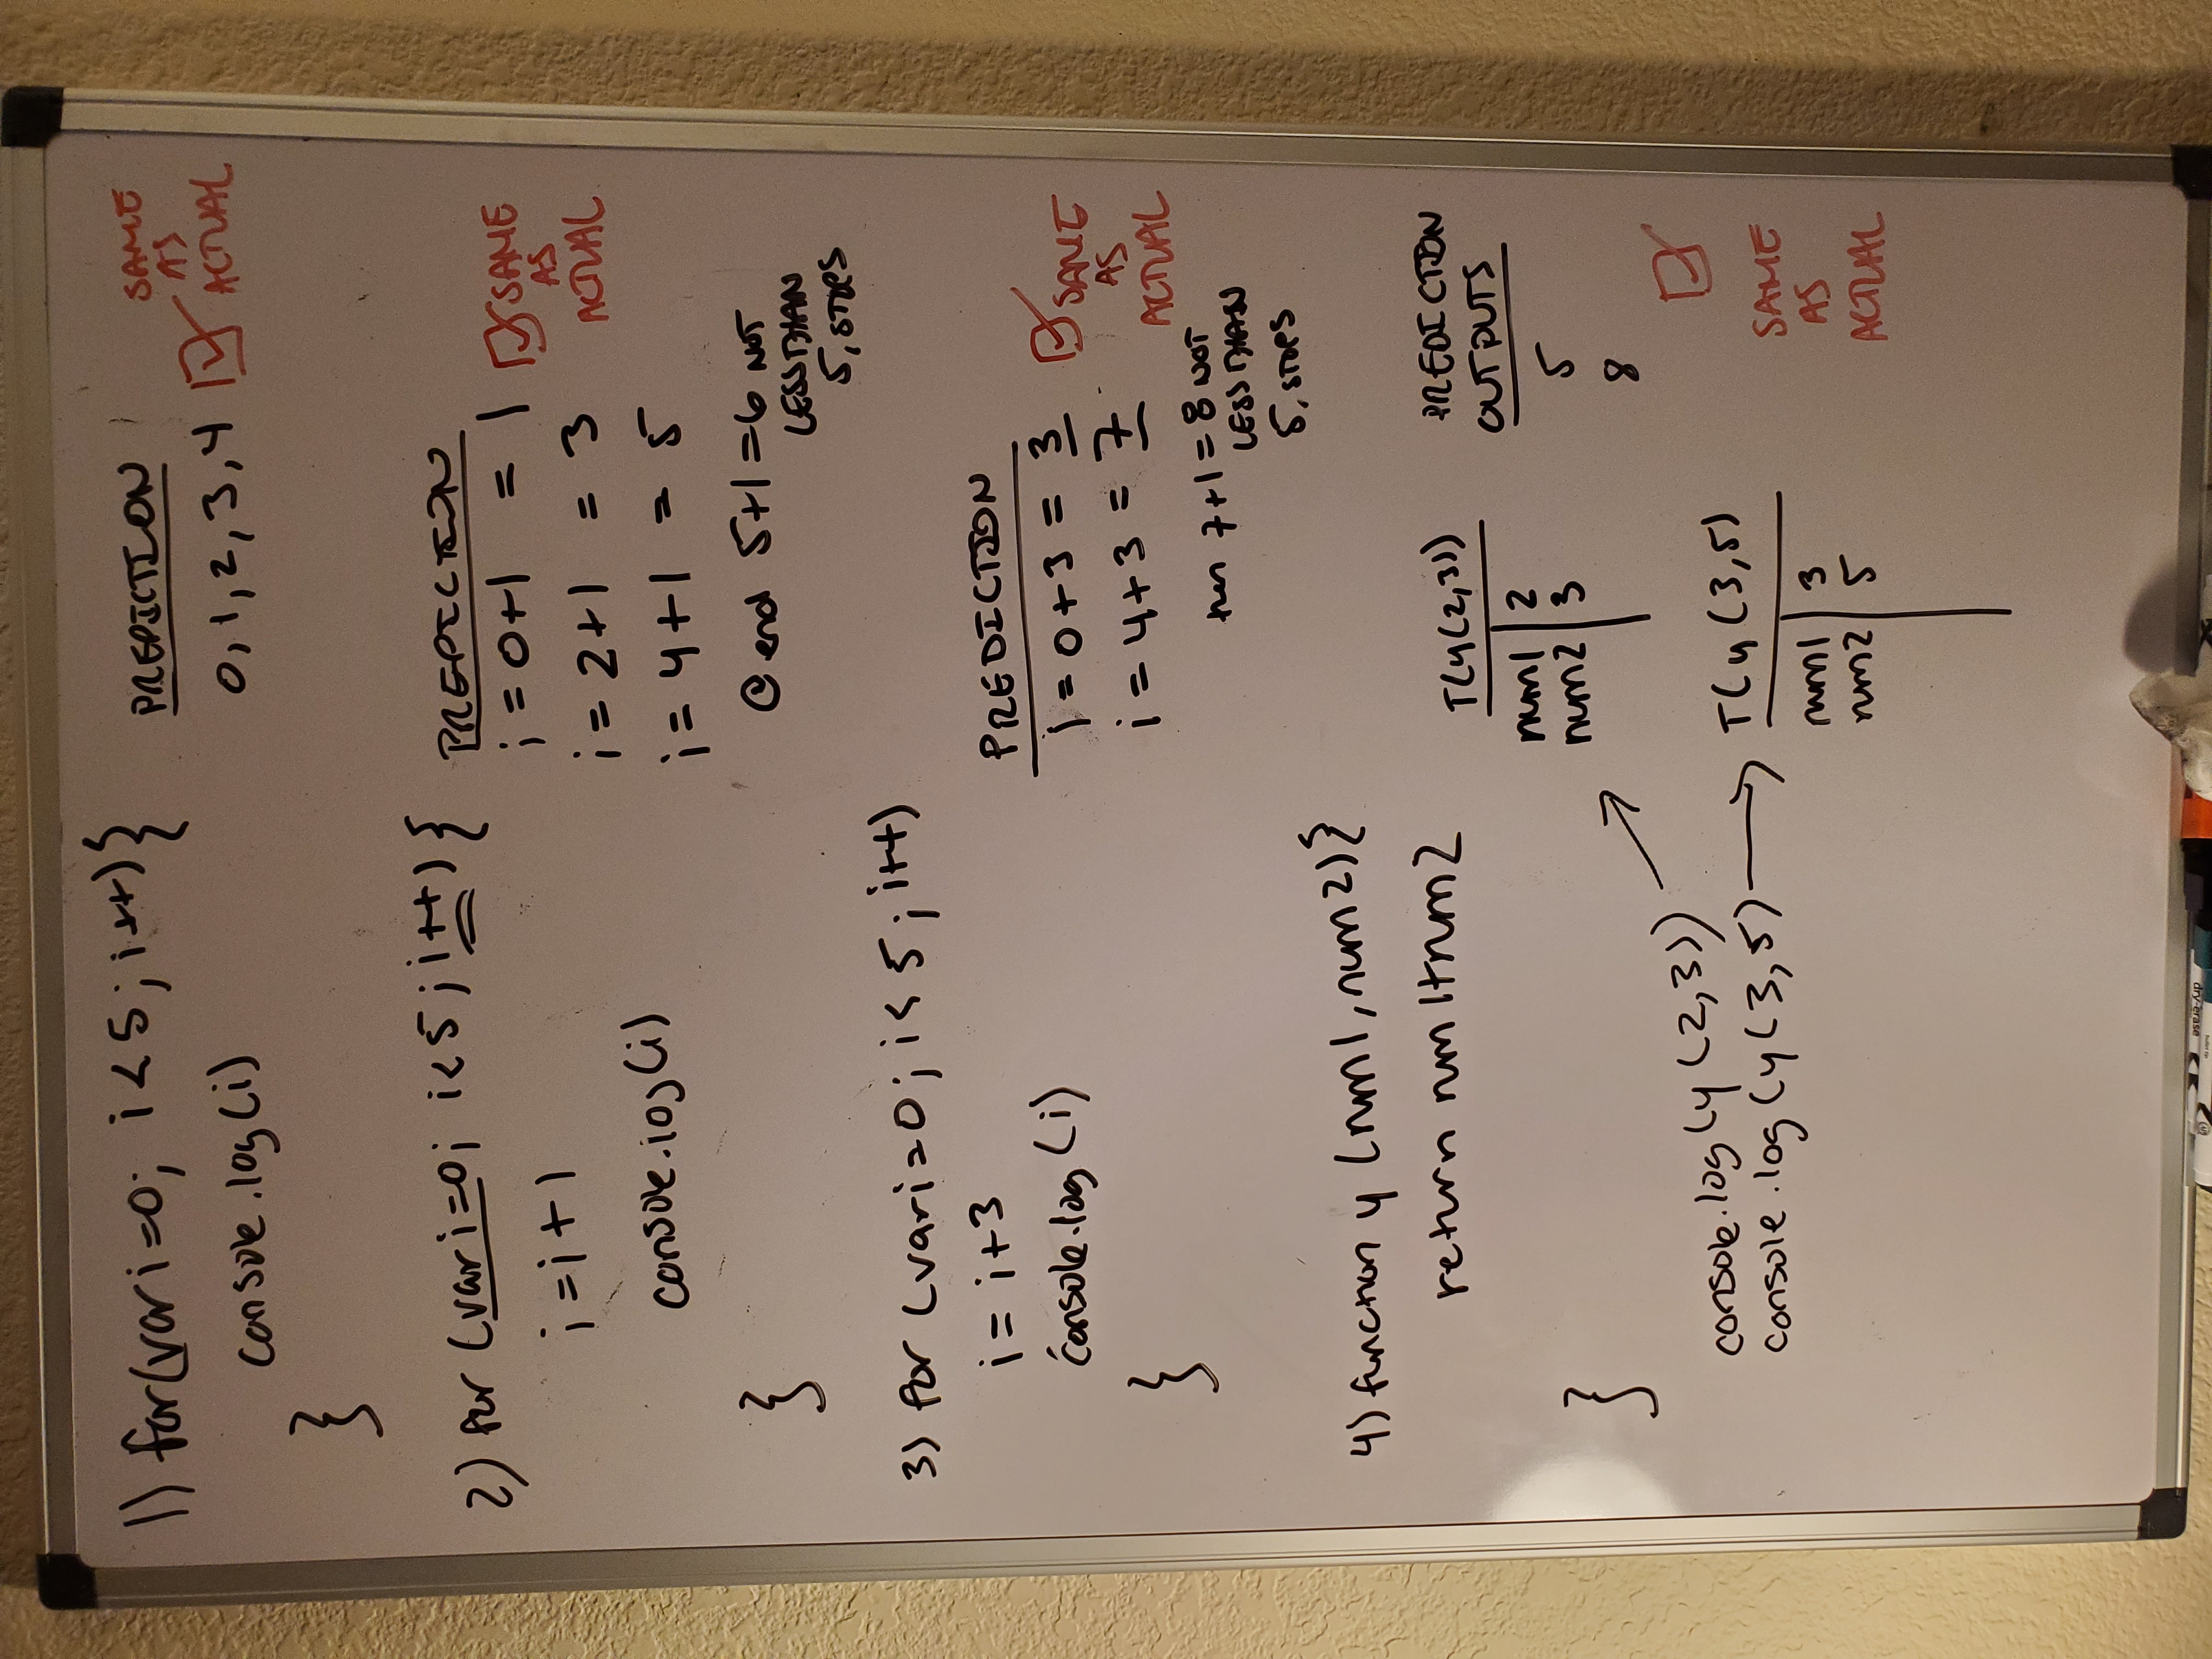 1) for(var i=0; i<5; i++){
console.log(i)
}
PREDICTION
0, 1, 2, 3, 4
SAME
AS
ACTUAL
2) for (var i=0; i<5; i++){
i=i+1
console.log(i)
}
PREDICTION
i = 0+1 = 1
i = 2+1 = 3
i = 4+1 = 5
@ end 5+1=6 NOT
LESS THAN
5, STOPS
SAME
AS
ACTUAL
3) for (var i=0; i<5; i++)
i = i+3
console.log(i)
}
PREDICTION
i = 0+3 = 3
i = 4+3 = 7
then 7+1=8 NOT
LESS THAN
5, STOPS
SAME
AS
ACTUAL
4) function y (num1, num2){
return num1+num2
}
console.log(y(2,3))
console.log(y(3,5)
T(y(2,3))
num1 2
num2 3
PREDICTION
OUTPUTS
5
8
T(y(3,5)
num1 3
num2 5
SAME
AS
ACTUAL
dry-erase